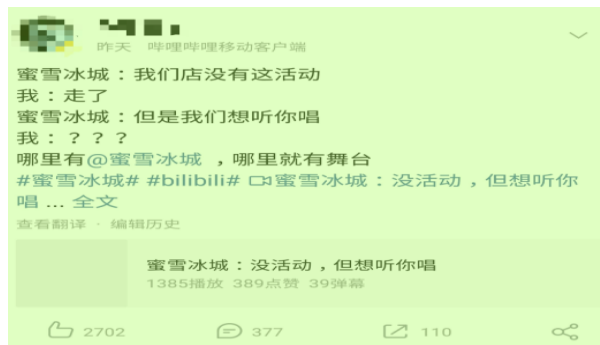 昨天 哔哩哔哩移动客户端
蜜雪冰城：我们店没有这活动
我：走了
蜜雪冰城：但是我们想听你唱
我：？？？
哪里有@蜜雪冰城 ，哪里就有舞台
#蜜雪冰城# #bilibili# 蜜雪冰城：没活动，但想听你
唱 ... 全文
查看翻译 · 编辑历史
蜜雪冰城：没活动，但想听你唱
1385播放 389点赞 39弹幕
2702 377 110